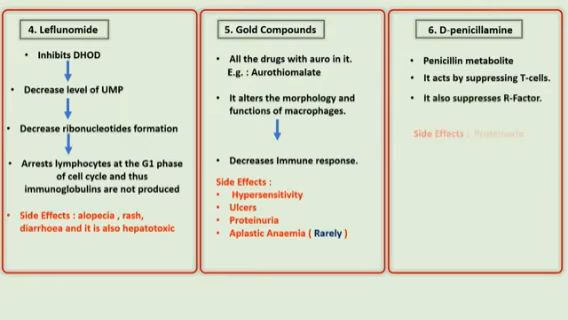 4. Leflunomide
• Inhibits DHOD
• Decrease level of UMP
• Decrease ribonucleotides formation
• Arrests lymphocytes at the G1 phase
of cell cycle and thus
immunoglobulins are not produced
• Side Effects : alopecia , rash,
diarrhoea and it is also hepatotoxic
5. Gold Compounds
• All the drugs with auro in it.
E.g. : Aurothiomalate
• It alters the morphology and
functions of macrophages.
• Decreases Immune response.
Side Effects :
• Hypersensitivity
• Ulcers
• Proteinuria
• Aplastic Anaemia ( Rarely )
6. D-penicillamine
• Penicillin metabolite
• It acts by suppressing T-cells.
• It also suppresses R-Factor.
Side Effects : Proteinuria